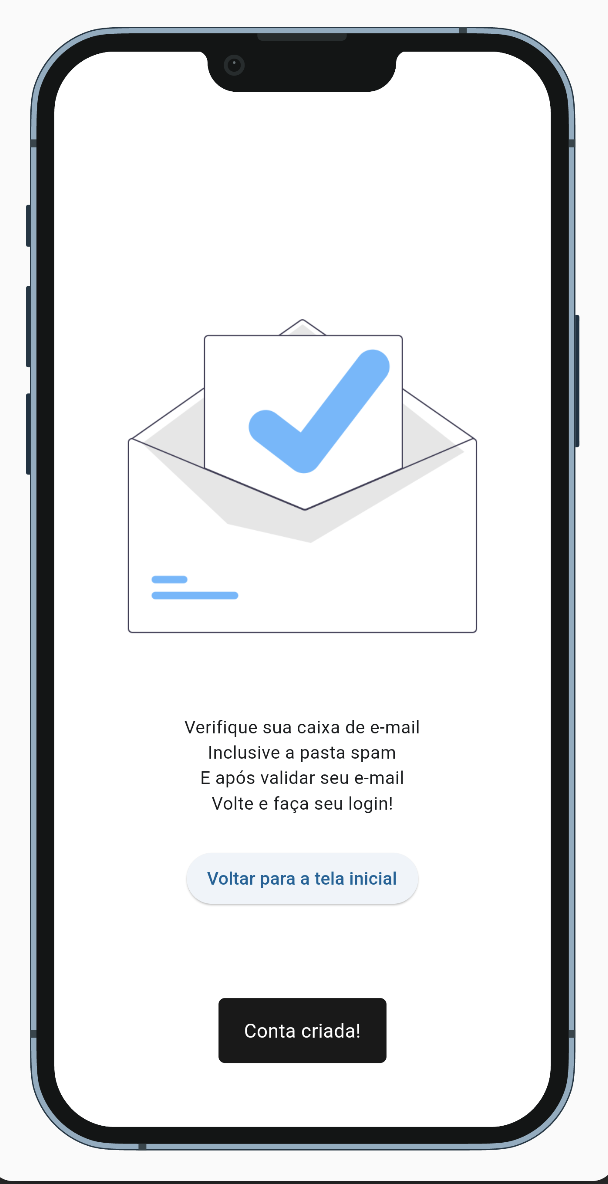 Verifique sua caixa de e-mail
Inclusive a pasta spam
E após validar seu e-mail
Volte e faça seu login!
Voltar para a tela inicial
Conta criada!